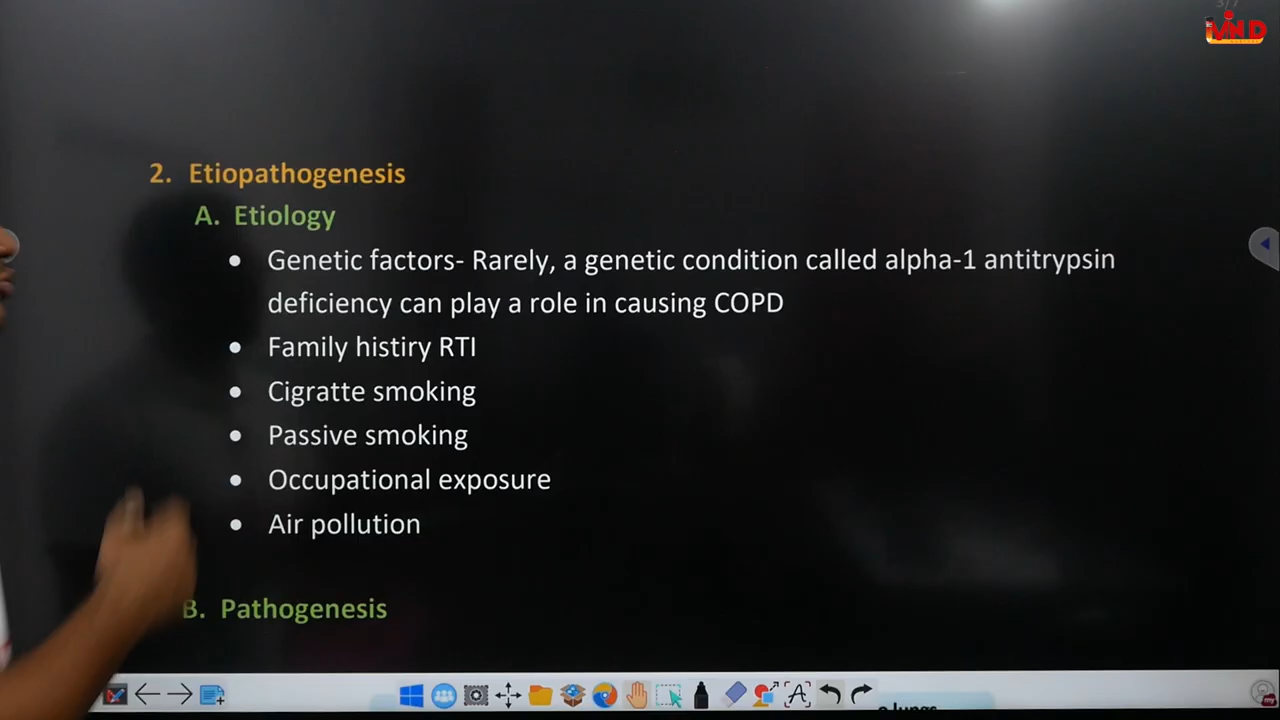 2. Etiopathogenesis
A. Etiology
• Genetic factors- Rarely, a genetic condition called alpha-1 antitrypsin
deficiency can play a role in causing COPD
• Family histiry RTI
• Cigratte smoking
• Passive smoking
• Occupational exposure
• Air pollution
B. Pathogenesis